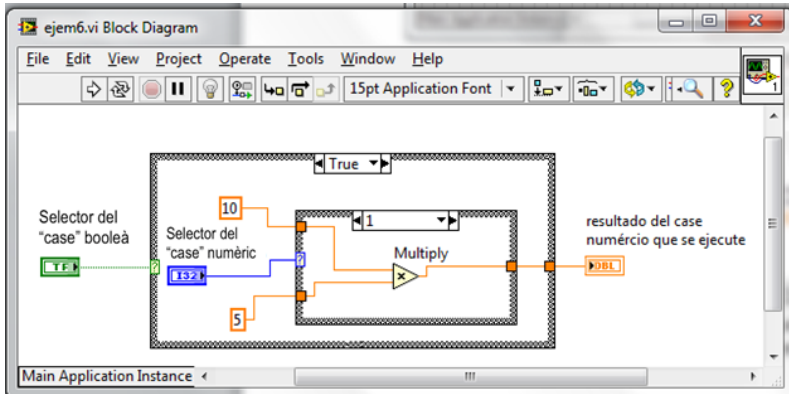 ejem6.vi Block Diagram
File Edit View Project Operate Tools Window Help
15pt Application Font
1
True
Selector del
"case" booleà
TF
10
Selector del
"case" numèric
I32
5
1
Multiply
resultado del case
numércio que se ejecute
DBL
Main Application Instance